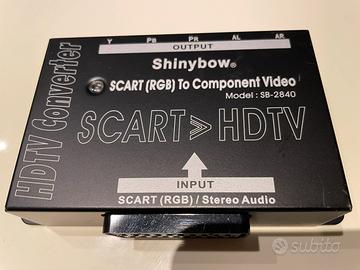 Y PB PR AL AR
OUTPUT
Shinybow®
SCART (RGB) To Component Video
Model : SB-2840
HDTV Converter
SCART > HDTV
INPUT
SCART (RGB) / Stereo Audio
subito